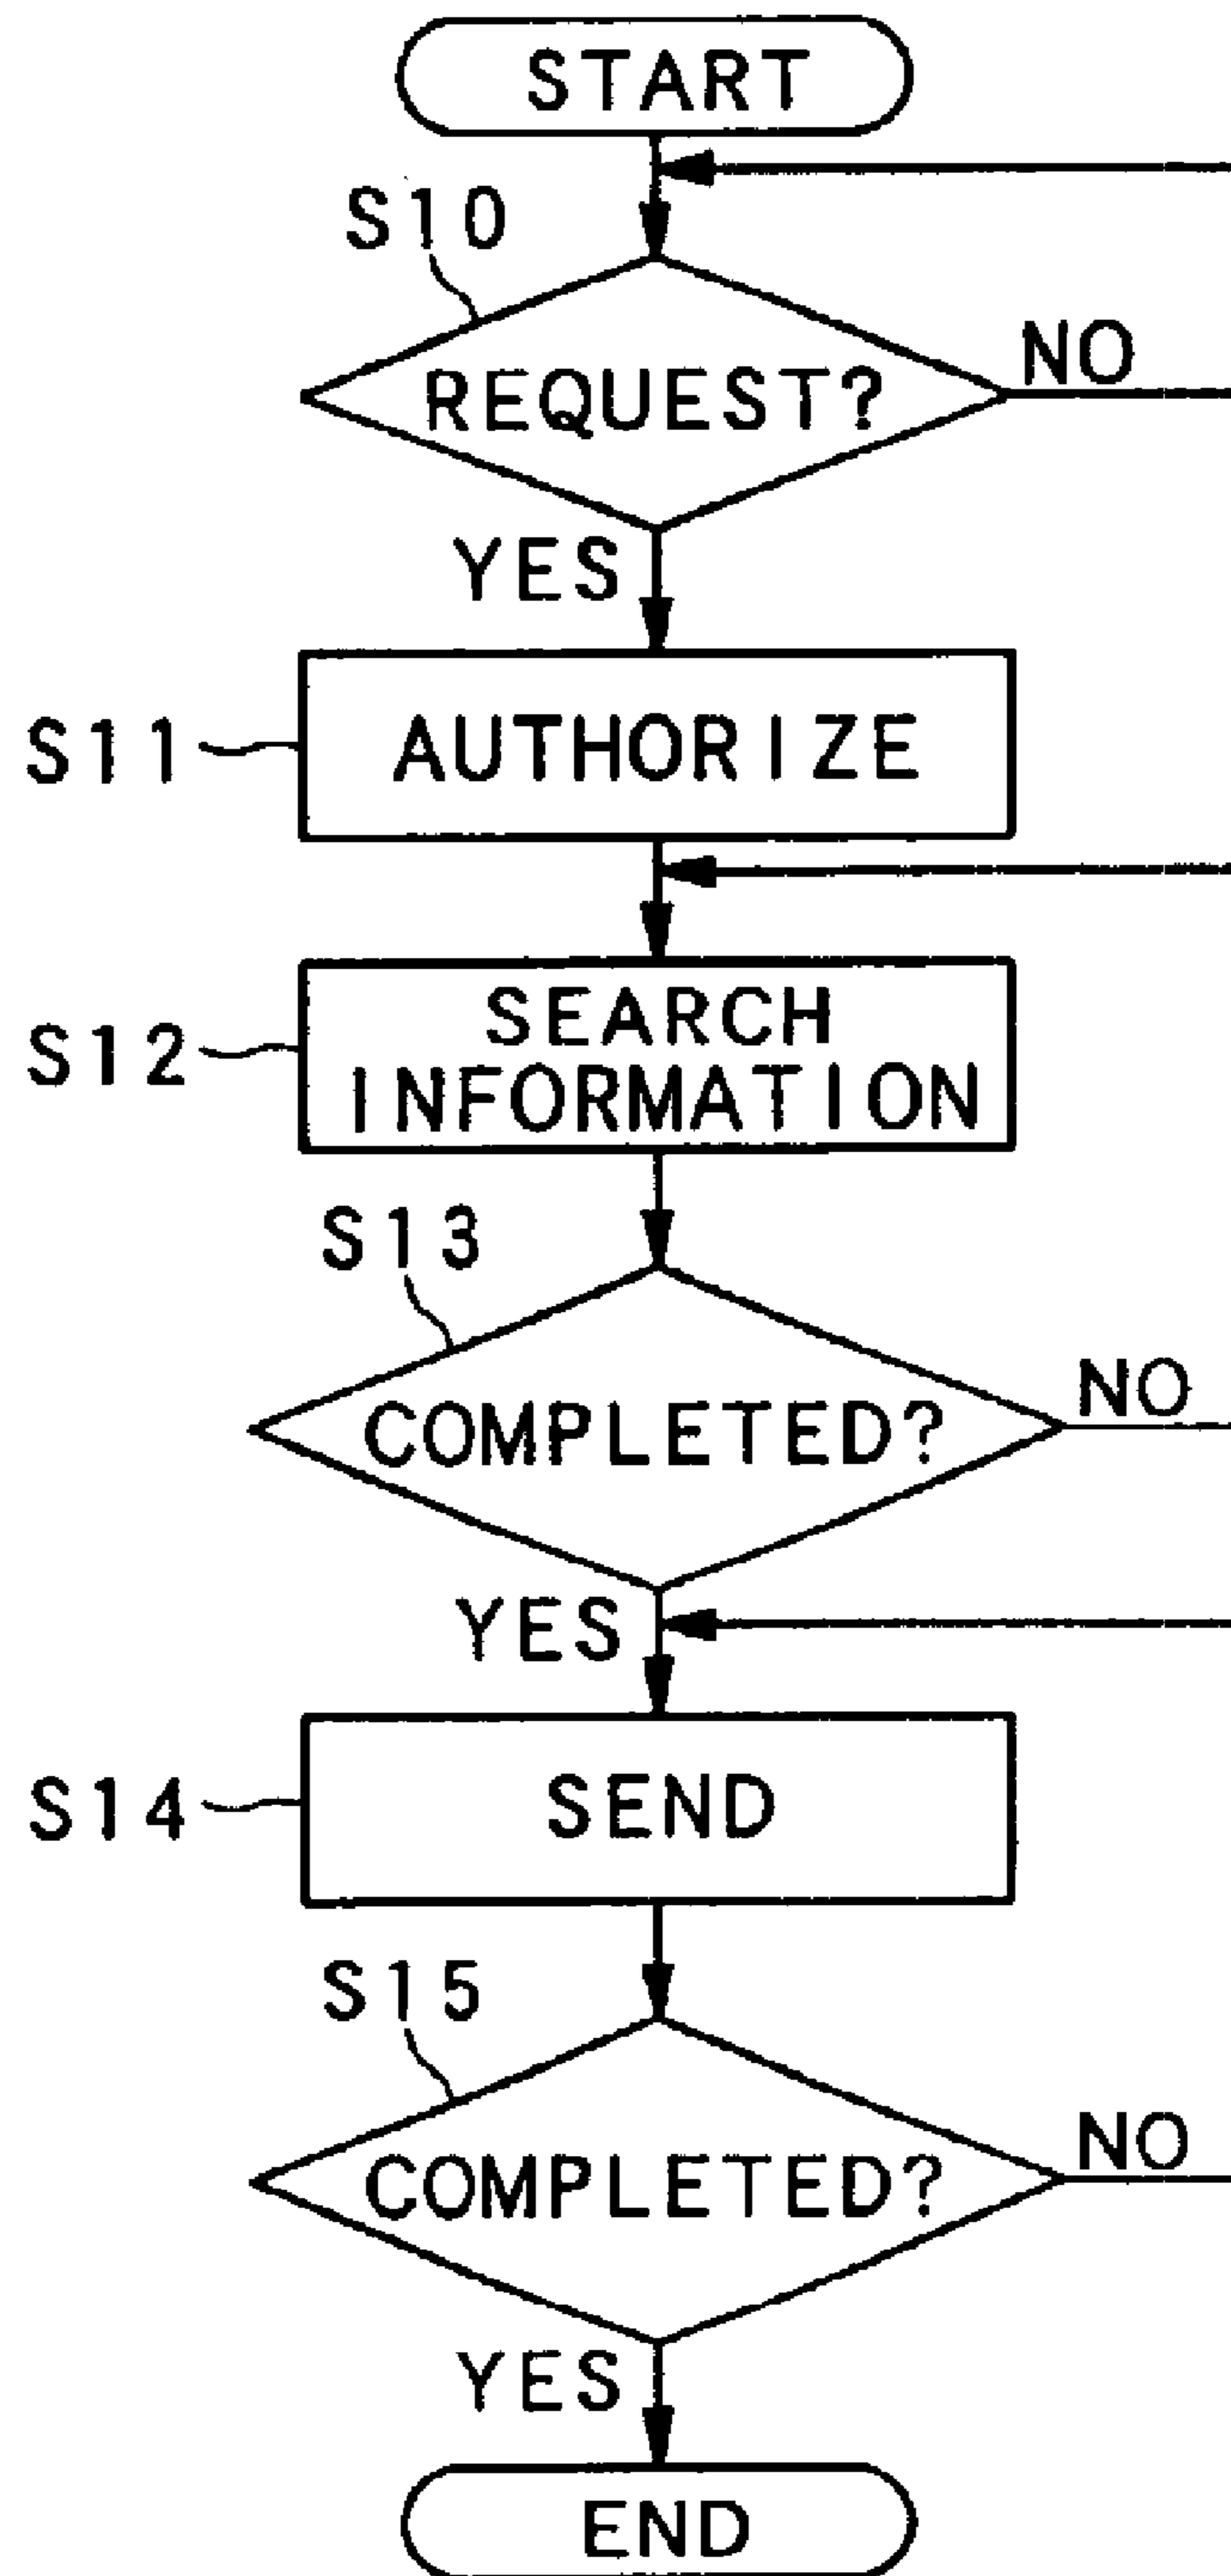 START
S10
REQUEST?
NO
YES
S11
AUTHORIZE
S12
SEARCH
INFORMATION
S13
COMPLETED?
NO
YES
S14
SEND
S15
COMPLETED?
NO
YES
END